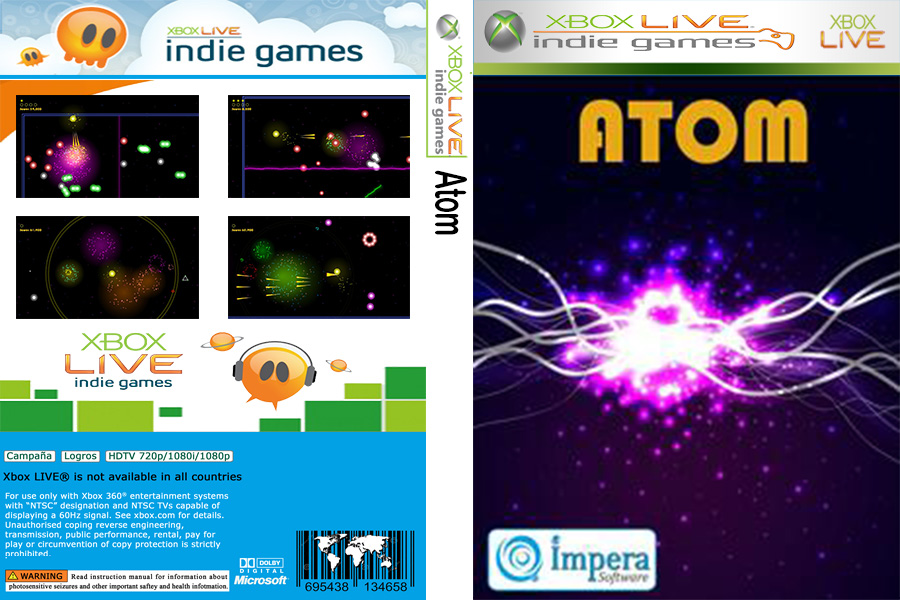 XBOX LIVE
indie games
XBOX LIVE
indie games
Campaña Logros HDTV 720p/1080i/1080p
Xbox LIVE® is not available in all countries
For use only with Xbox 360® entertainment systems
with “NTSC” designation and NTSC TVs capable of
displaying a 60Hz signal. See xbox.com for details.
Unauthorised coping reverse engineering,
transmission, public performance, rental, pay for
play or circumvention of copy protection is strictly
prohibited.
WARNING Read instruction manual for information about
photosensitive seizures and other important saftey and health information.
DOLBY
DIGITAL
Microsoft®
695438 134658
XBOX LIVE
indie games
Atom
XBOX LIVE
indie games
XBOX
LIVE
ATOM
Impera
Software